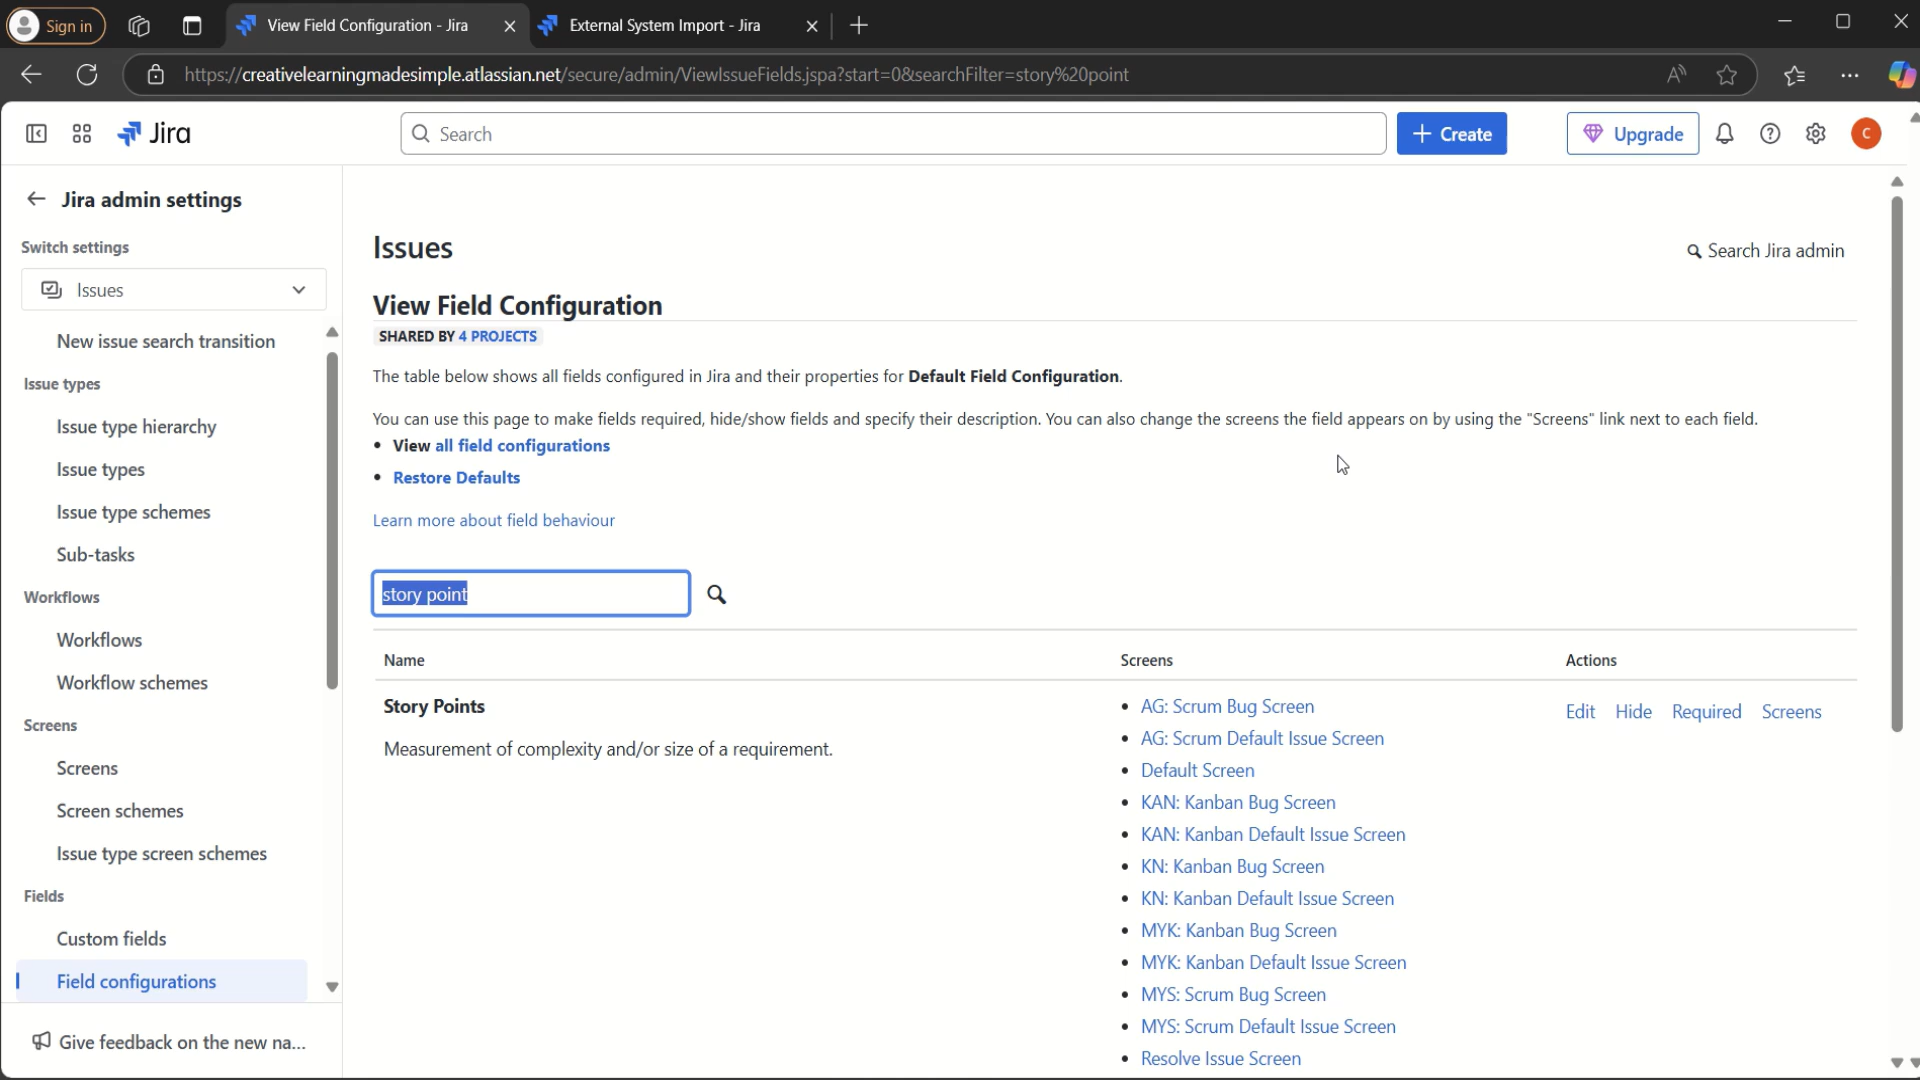 Sign in
View Field Configuration - Jira
External System Import - Jira
https://creativelearningmadesimple.atlassian.net/secure/admin/ViewIssueFields.jspa?start=0&searchFilter=story%20point
Jira
Search
Create
Upgrade
C
Jira admin settings
Switch settings
Issues
New issue search transition
Issue types
Issue type hierarchy
Issue types
Issue type schemes
Sub-tasks
Workflows
Workflows
Workflow schemes
Screens
Screens
Screen schemes
Issue type screen schemes
Fields
Custom fields
Field configurations
Give feedback on the new na...
Issues
Search Jira admin
View Field Configuration
SHARED BY 4 PROJECTS
The table below shows all fields configured in Jira and their properties for Default Field Configuration.
You can use this page to make fields required, hide/show fields and specify their description. You can also change the screens the field appears on by using the "Screens" link next to each field.
• View all field configurations
• Restore Defaults
Learn more about field behaviour
story point
Name Screens Actions
Story Points
Measurement of complexity and/or size of a requirement.
• AG: Scrum Bug Screen
• AG: Scrum Default Issue Screen
• Default Screen
• KAN: Kanban Bug Screen
• KAN: Kanban Default Issue Screen
• KN: Kanban Bug Screen
• KN: Kanban Default Issue Screen
• MYK: Kanban Bug Screen
• MYK: Kanban Default Issue Screen
• MYS: Scrum Bug Screen
• MYS: Scrum Default Issue Screen
• Resolve Issue Screen
Edit Hide Required Screens